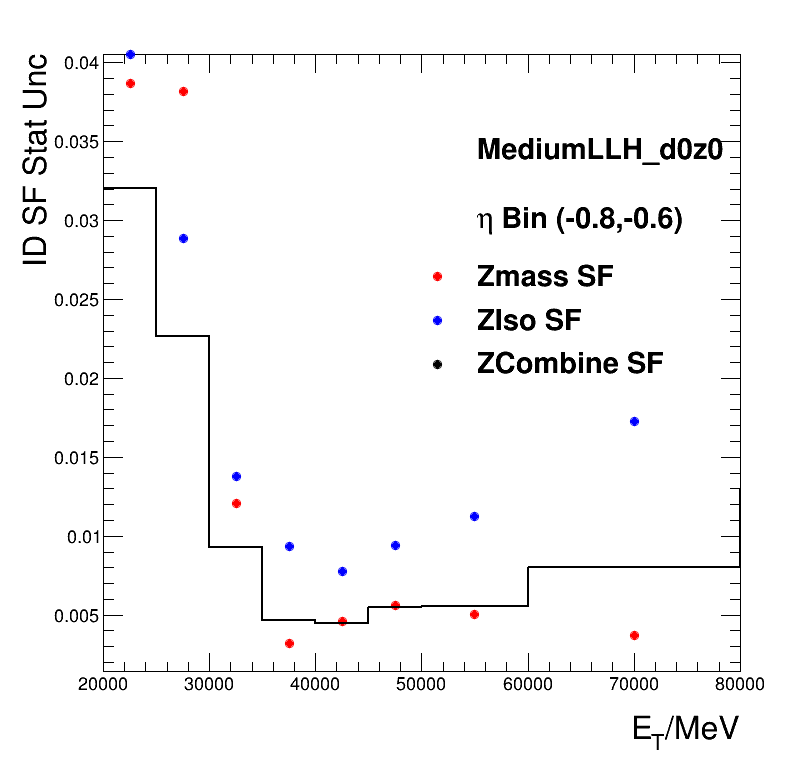 ID SF Stat Unc
0.04
0.035
0.03
0.025
0.02
0.015
0.01
0.005
MediumLLH_d0z0
η Bin (-0.8,-0.6)
Zmass SF
ZIso SF
ZCombine SF
20000 30000 40000 50000 60000 70000 80000
E_T/MeV